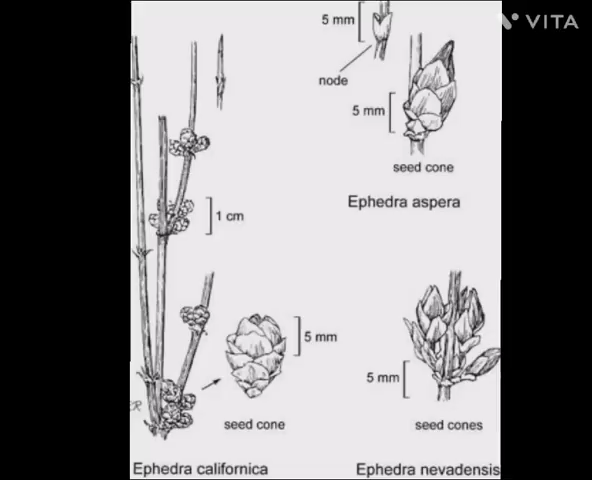 VITA
5 mm
node
5 mm
seed cone
Ephedra aspera
1 cm
5 mm
seed cone
Ephedra californica
5 mm
seed cones
Ephedra nevadensis